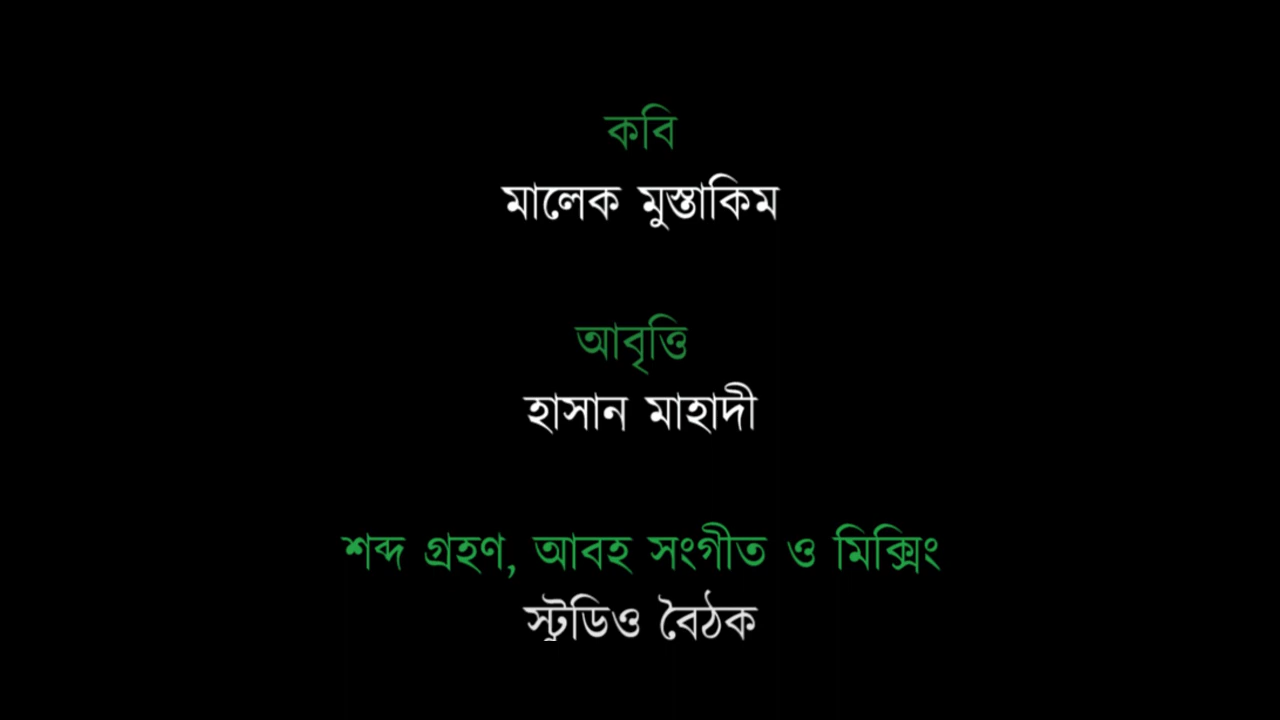 কবি
মালেক মুস্তাকিম
আবৃত্তি
হাসান মাহাদী
শব্দ গ্রহণ, আবহ সংগীত ও মিক্সিং
স্টুডিও বৈঠক